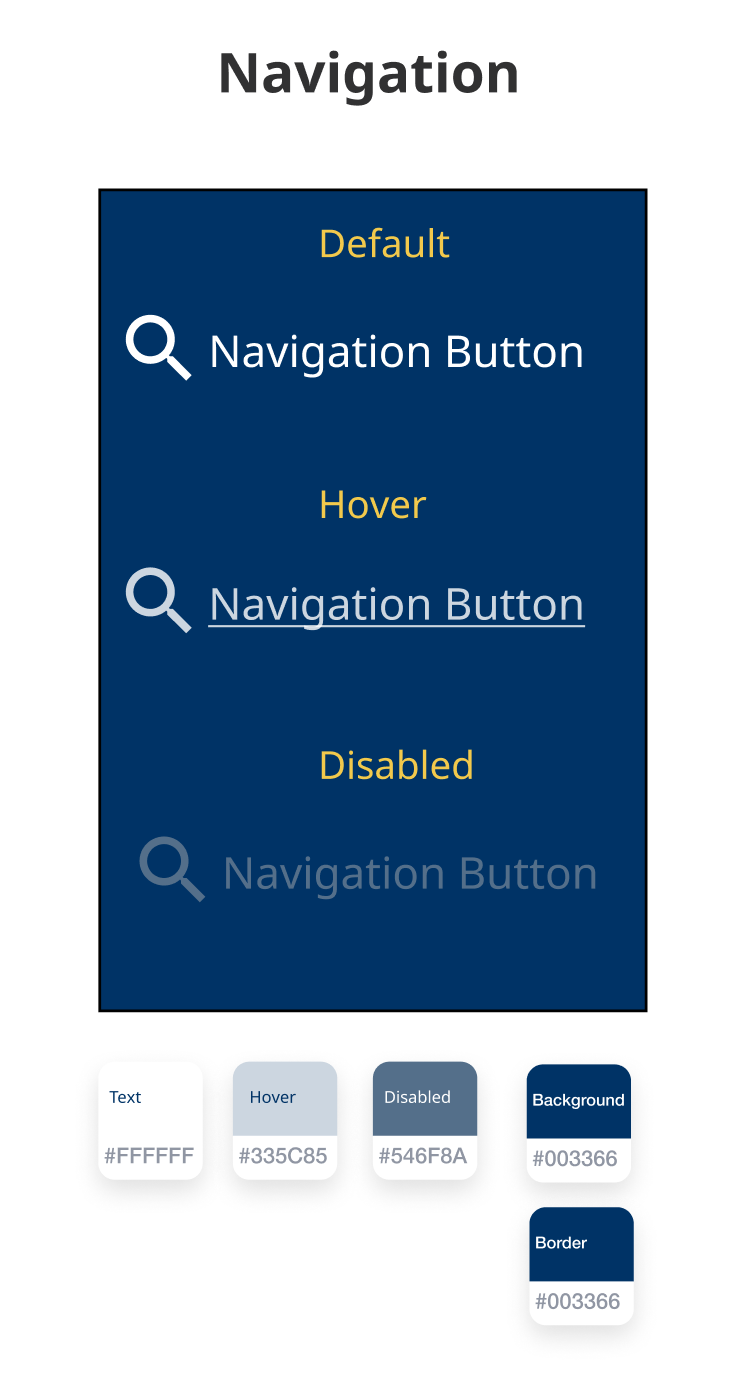 Navigation
Default
Navigation Button
Hover
Navigation Button
Disabled
Navigation Button
Text
#FFFFFF
Hover
#335C85
Disabled
#546F8A
Background
#003366
Border
#003366